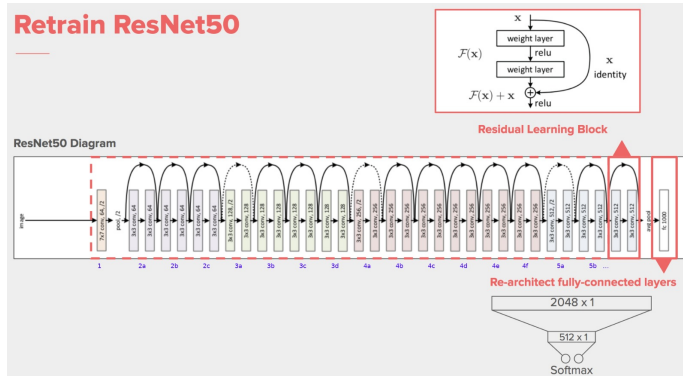 Retrain ResNet50
x
weight layer
F(x)
relu
x
weight layer
identity
F(x) + x
relu
Residual Learning Block
ResNet50 Diagram
image
7x7 conv, 64, /2
pool, /2
3x3 conv, 64
3x3 conv, 64
3x3 conv, 64
3x3 conv, 64
3x3 conv, 64
3x3 conv, 64
3x3 conv, 128, /2
3x3 conv, 128
3x3 conv, 128
3x3 conv, 128
3x3 conv, 128
3x3 conv, 128
3x3 conv, 128
3x3 conv, 128
3x3 conv, 256, /2
3x3 conv, 256
3x3 conv, 256
3x3 conv, 256
3x3 conv, 256
3x3 conv, 256
3x3 conv, 256
3x3 conv, 256
3x3 conv, 256
3x3 conv, 256
3x3 conv, 256
3x3 conv, 256
3x3 conv, 512, /2
3x3 conv, 512
3x3 conv, 512
3x3 conv, 512
3x3 conv, 512
3x3 conv, 512
avg pool
fc 1000
1 2a 2b 2c 3a 3b 3c 3d 4a 4b 4c 4d 4e 4f 5a 5b ...
Re-architect fully-connected layers
2048 x 1
512 x 1
Softmax